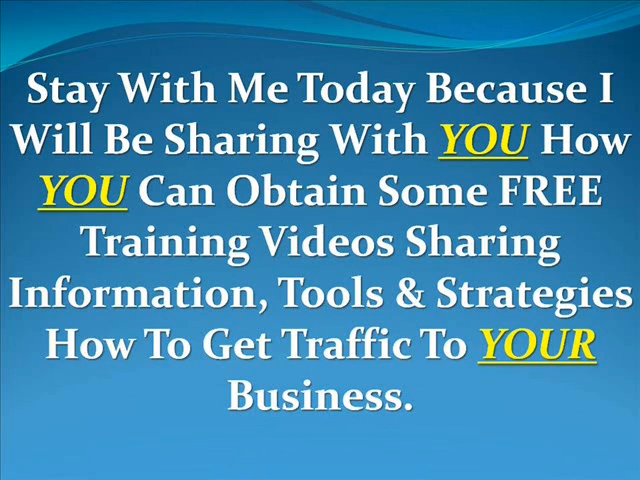 Stay With Me Today Because I
Will Be Sharing With YOU How
YOU Can Obtain Some FREE
Training Videos Sharing
Information, Tools & Strategies
How To Get Traffic To YOUR
Business.